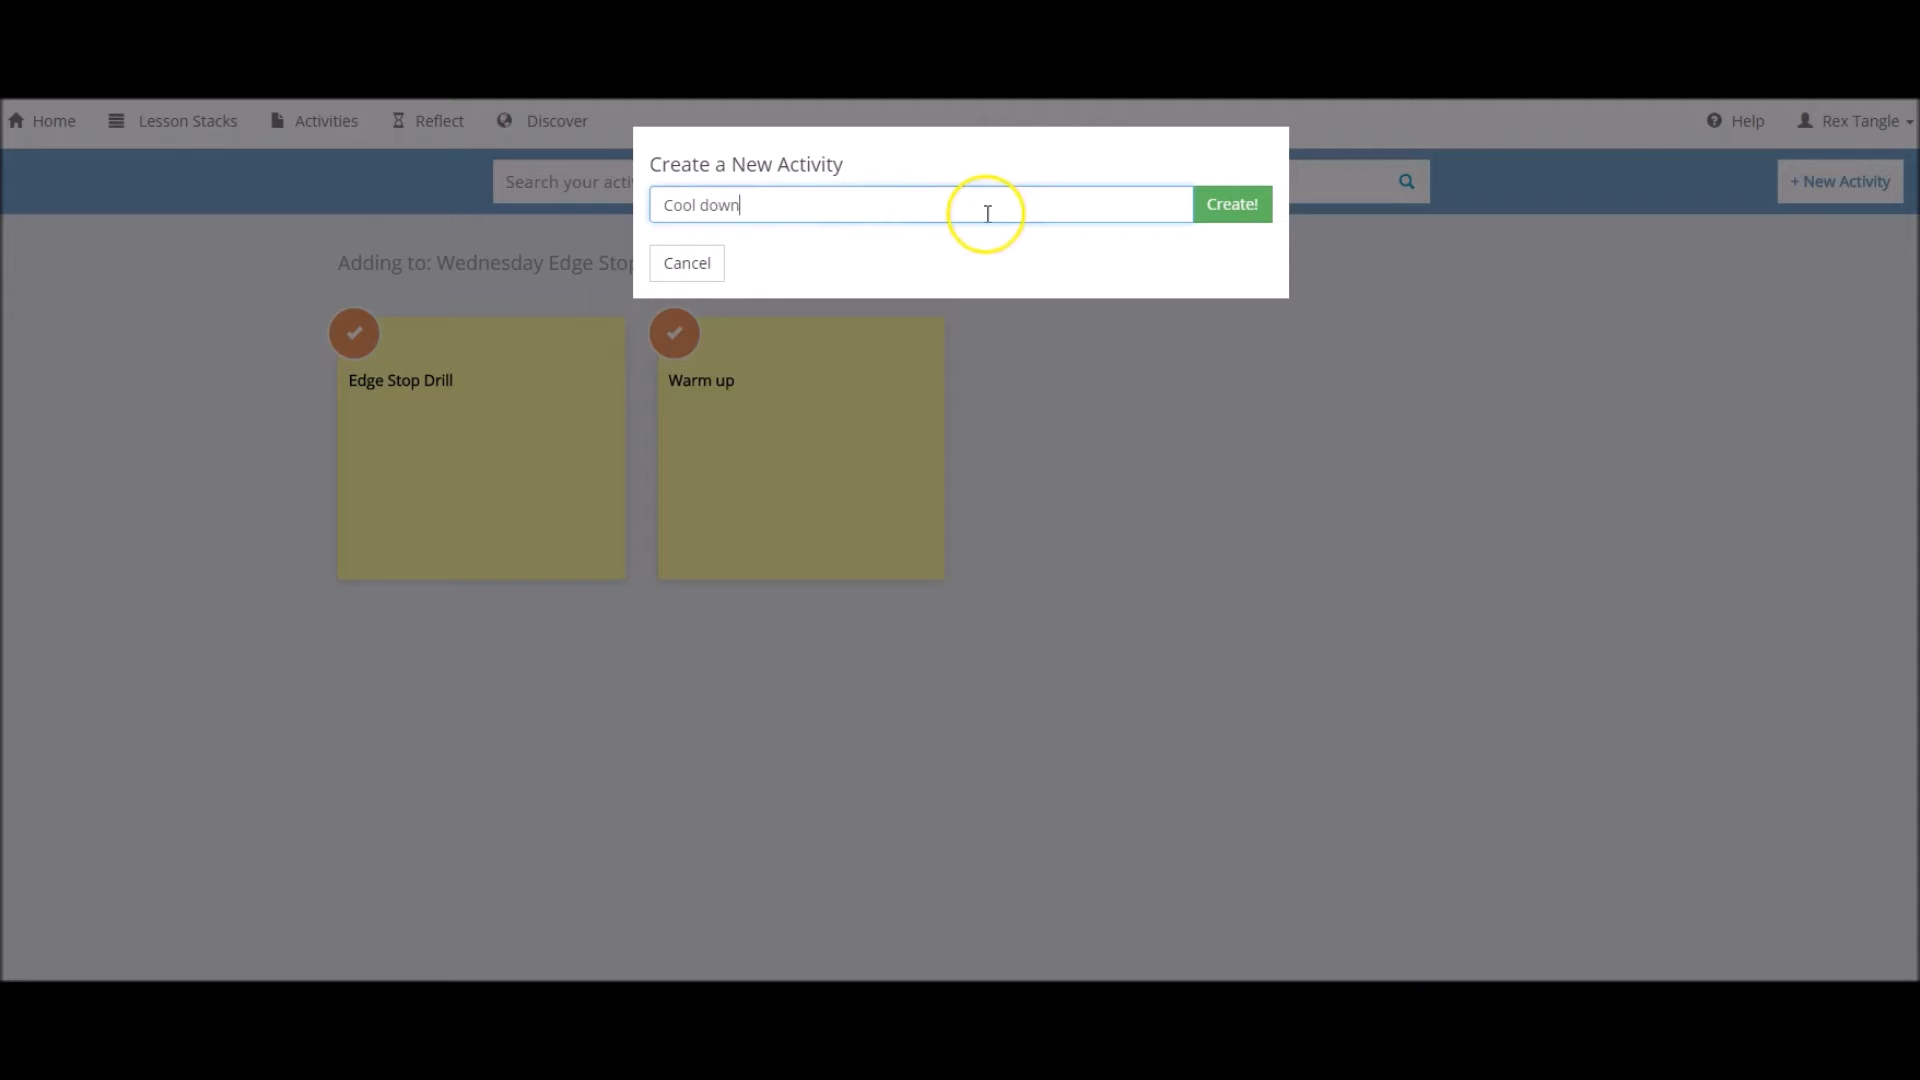 Home Lesson Stacks Activities Reflect Discover Help Rex Tangle
Create a New Activity
Search your acti
+ New Activity
Cool down Create!
Adding to: Wednesday Edge Stop
Cancel
Edge Stop Drill Warm up